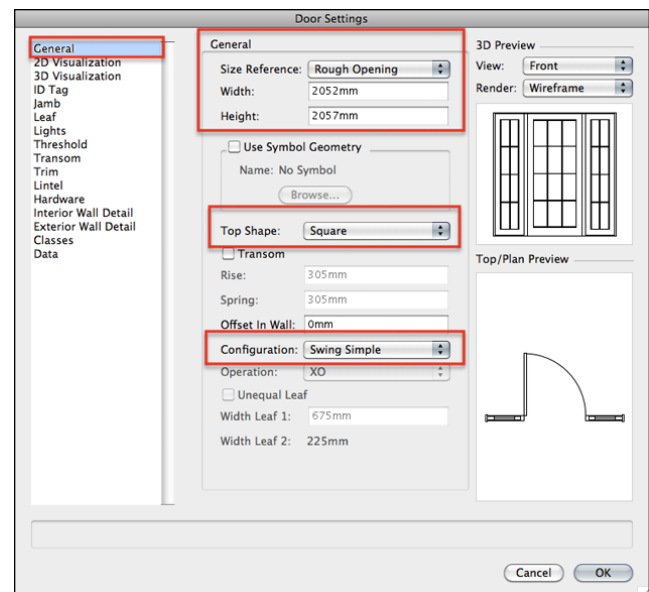 Door Settings
General
2D Visualization
3D Visualization
ID Tag
Jamb
Leaf
Lights
Threshold
Transom
Trim
Lintel
Hardware
Interior Wall Detail
Exterior Wall Detail
Classes
Data
General
Size Reference: Rough Opening
Width: 2052mm
Height: 2057mm
Use Symbol Geometry
Name: No Symbol
Browse...
Top Shape: Square
Transom
Rise: 305mm
Spring: 305mm
Offset In Wall: 0mm
Configuration: Swing Simple
Operation: XO
Unequal Leaf
Width Leaf 1: 675mm
Width Leaf 2: 225mm
3D Preview
View: Front
Render: Wireframe
Top/Plan Preview
Cancel OK